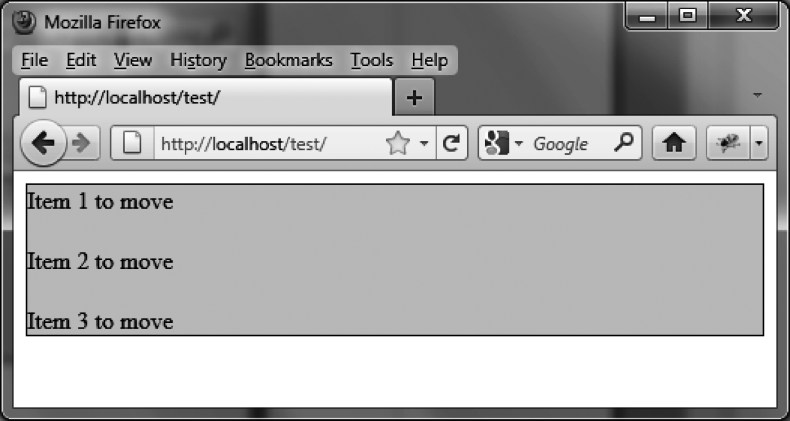 Mozilla Firefox
File Edit View History Bookmarks Tools Help
http://localhost/test/
http://localhost/test/ Google
Item 1 to move
Item 2 to move
Item 3 to move